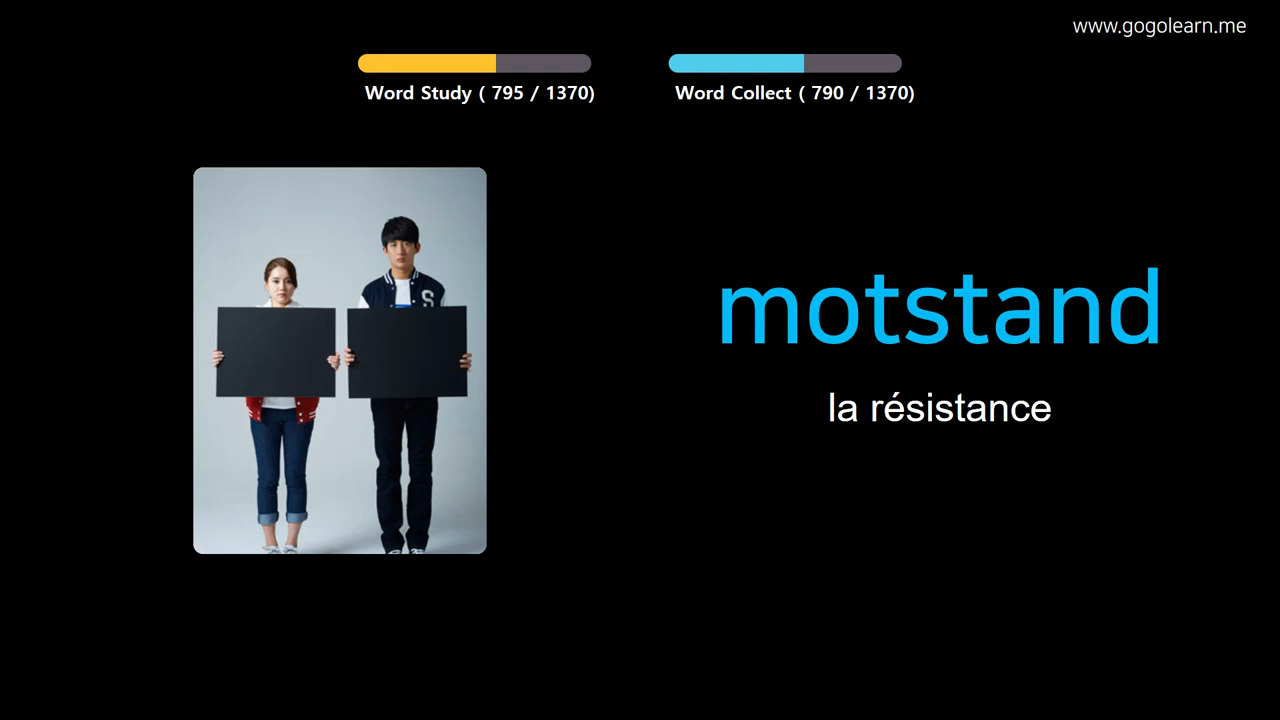 www.gogolearn.me
Word Study ( 795 / 1370)
Word Collect ( 790 / 1370)
S
motstand
la résistance